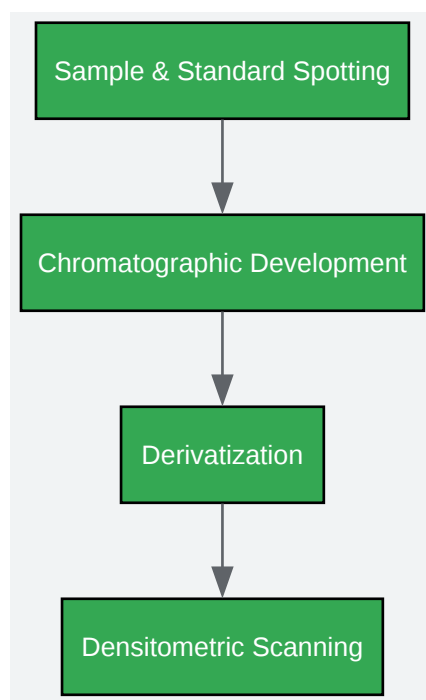 Sample & Standard Spotting
Chromatographic Development
Derivatization
Densitometric Scanning